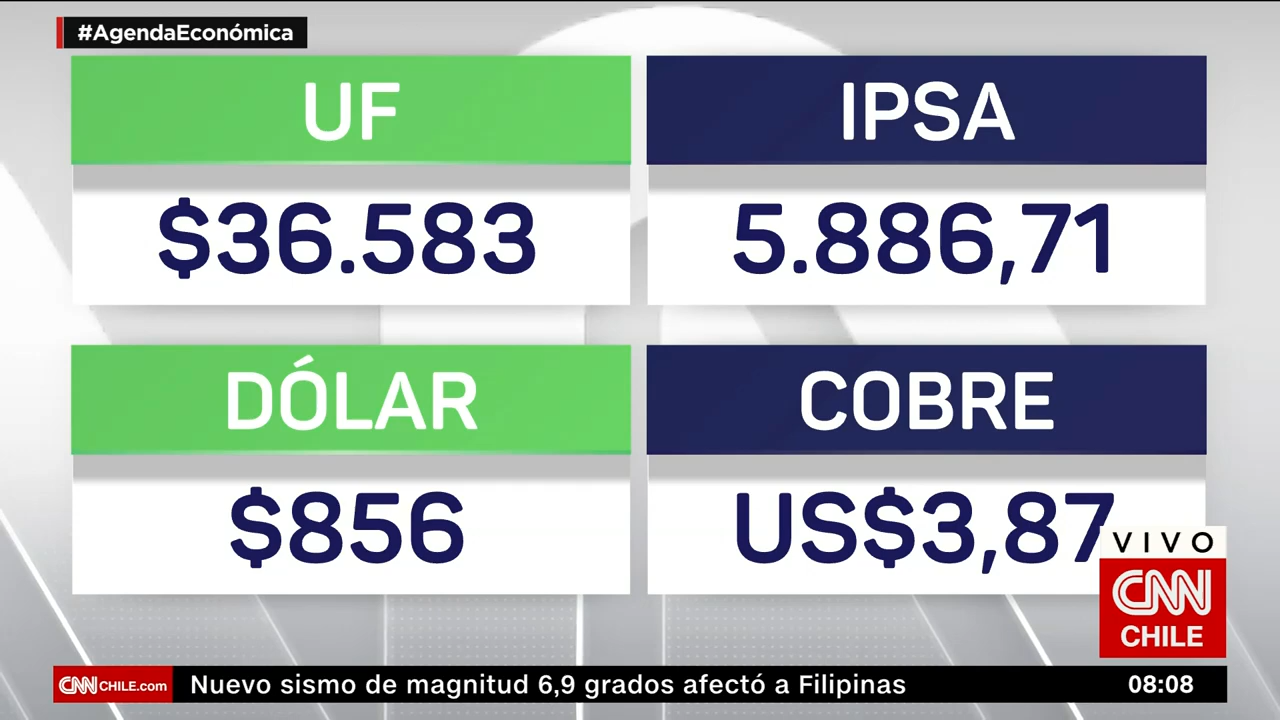 #AgendaEconómica
UF
$36.583
IPSA
5.886,71
DÓLAR
$856
COBRE
US$3,87
VIVO
CNN
CHILE
CNNCHILE.com
Nuevo sismo de magnitud 6,9 grados afectó a Filipinas
08:08